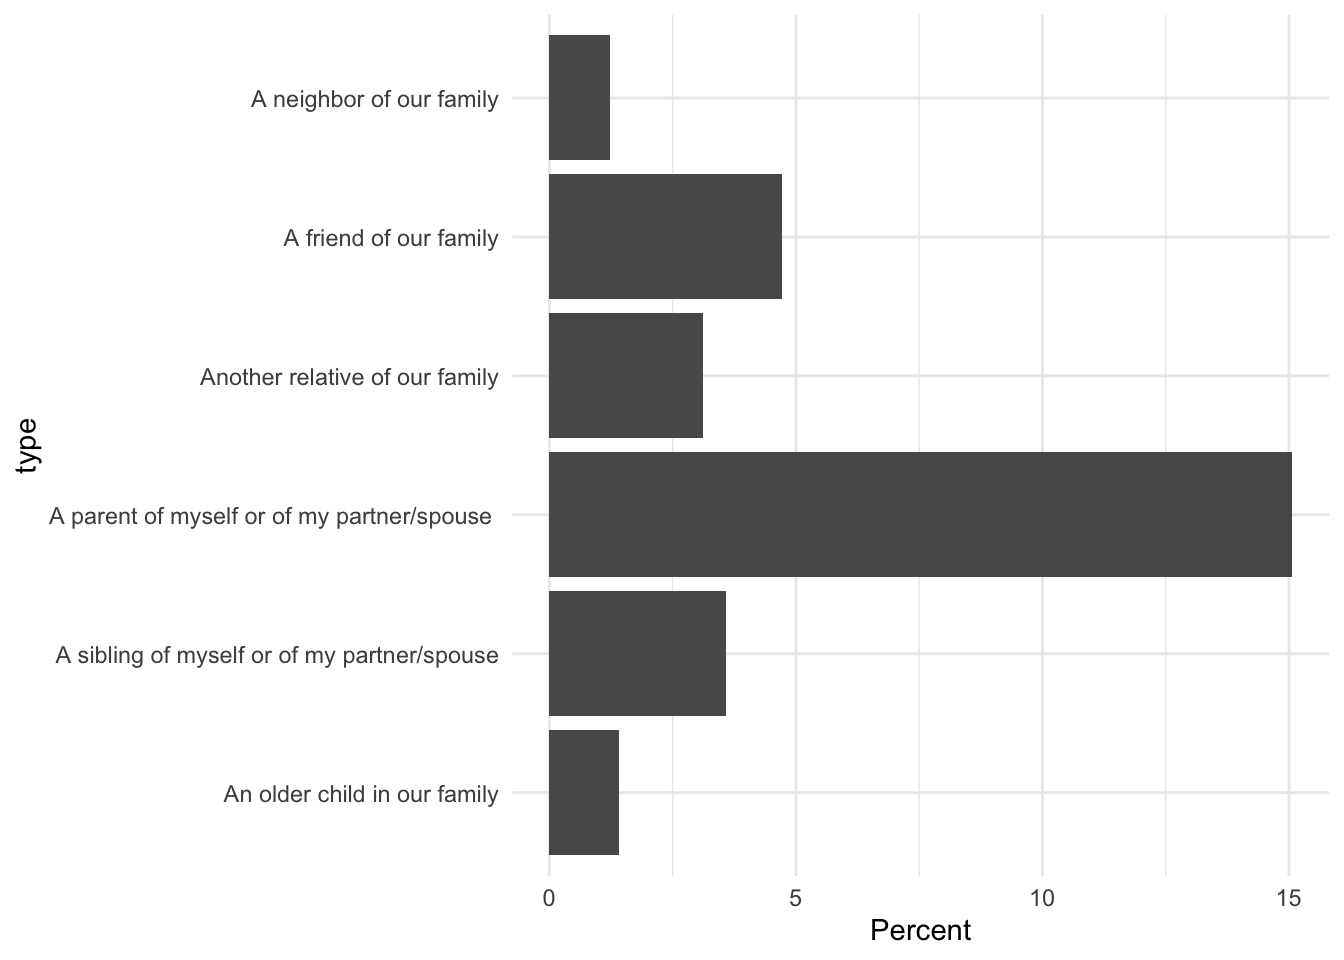 A neighbor of our family
A friend of our family
Another relative of our family
A parent of myself or of my partner/spouse
A sibling of myself or of my partner/spouse
An older child in our family
type
0 5 10 15
Percent